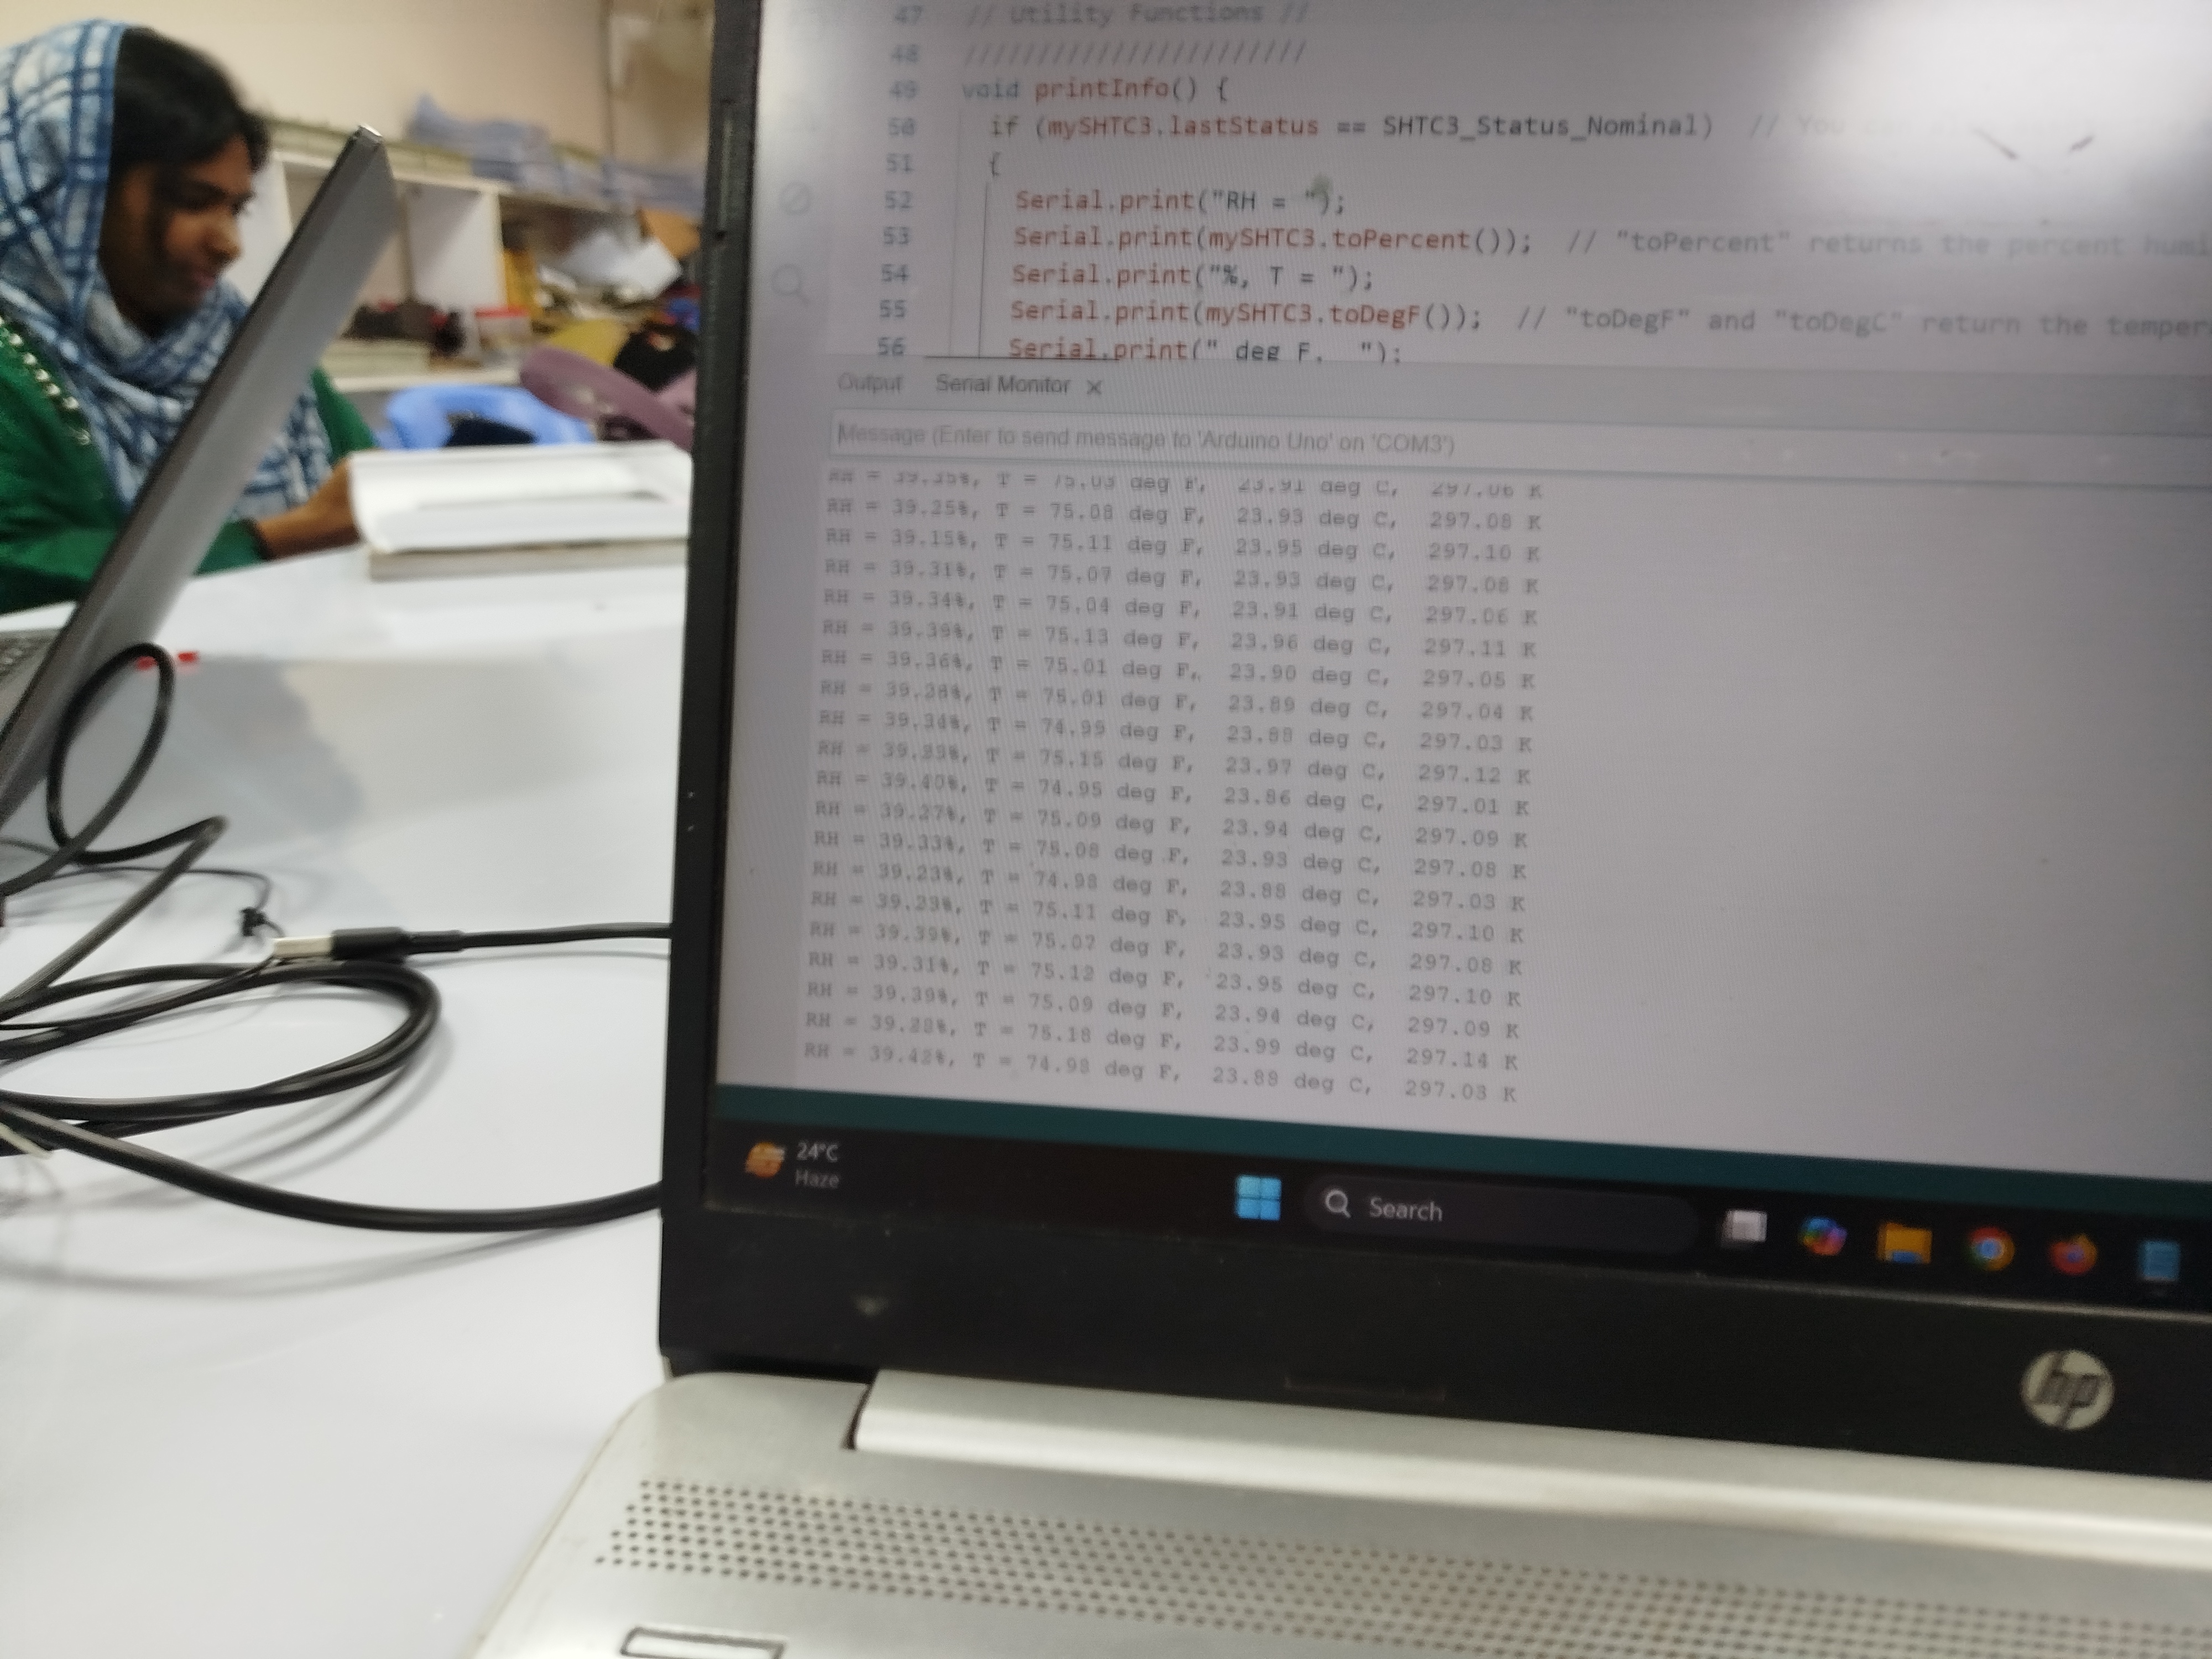 47 // Utility Functions //
48 ////////////////////////
49 void printInfo() {
50 if (mySHTC3.lastStatus == SHTC3_Status_Nominal) // You
51 {
52 Serial.print("RH = ");
53 Serial.print(mySHTC3.toPercent()); // "toPercent" returns the percent humi
54 Serial.print("%, T = ");
55 Serial.print(mySHTC3.toDegF()); // "toDegF" and "toDegC" return the temper
56 Serial.print(" deg F, ");
Output Serial Monitor X
Message (Enter to send message to 'Arduino Uno' on 'COM3')
RH = 39.35%, T = 75.03 deg F, 23.91 deg C, 297.06 K
RH = 39.25%, T = 75.08 deg F, 23.93 deg C, 297.08 K
RH = 39.15%, T = 75.11 deg F, 23.95 deg C, 297.10 K
RH = 39.31%, T = 75.07 deg F, 23.93 deg C, 297.08 K
RH = 39.34%, T = 75.04 deg F, 23.91 deg C, 297.06 K
RH = 39.39%, T = 75.13 deg F, 23.96 deg C, 297.11 K
RH = 39.36%, T = 75.01 deg F, 23.90 deg C, 297.05 K
RH = 39.28%, T = 75.01 deg F, 23.89 deg C, 297.04 K
RH = 39.34%, T = 74.99 deg F, 23.88 deg C, 297.03 K
RH = T = 75.15 deg F, 23.97 deg C, 297.12 K
RH = 39.40%, T = 74.95 deg F, 23.86 deg C, 297.01 K
RH = 39.27%, T = 75.09 deg F, 23.94 deg C, 297.09 K
RH = 39.33%, T = 75.08 deg F, 23.93 deg C, 297.08 K
RH = 39.23%, T = 74.98 deg F, 23.88 deg C, 297.03 K
RH = T = 75.11 deg F, 23.95 deg C, 297.10 K
RH = 39.39%, T = 75.07 deg F, 23.93 deg C, 297.08 K
RH = 39.31%, T = 75.12 deg F, 23.95 deg C, 297.10 K
RH = 39.39%, T = 75.09 deg F, 23.94 deg C, 297.09 K
RH = T = 75.18 deg F, 23.99 deg C, 297.14 K
RH = 39.42%, T = 74.98 deg F, 23.88 deg C, 297.03 K
24°C
Haze
Search
hp